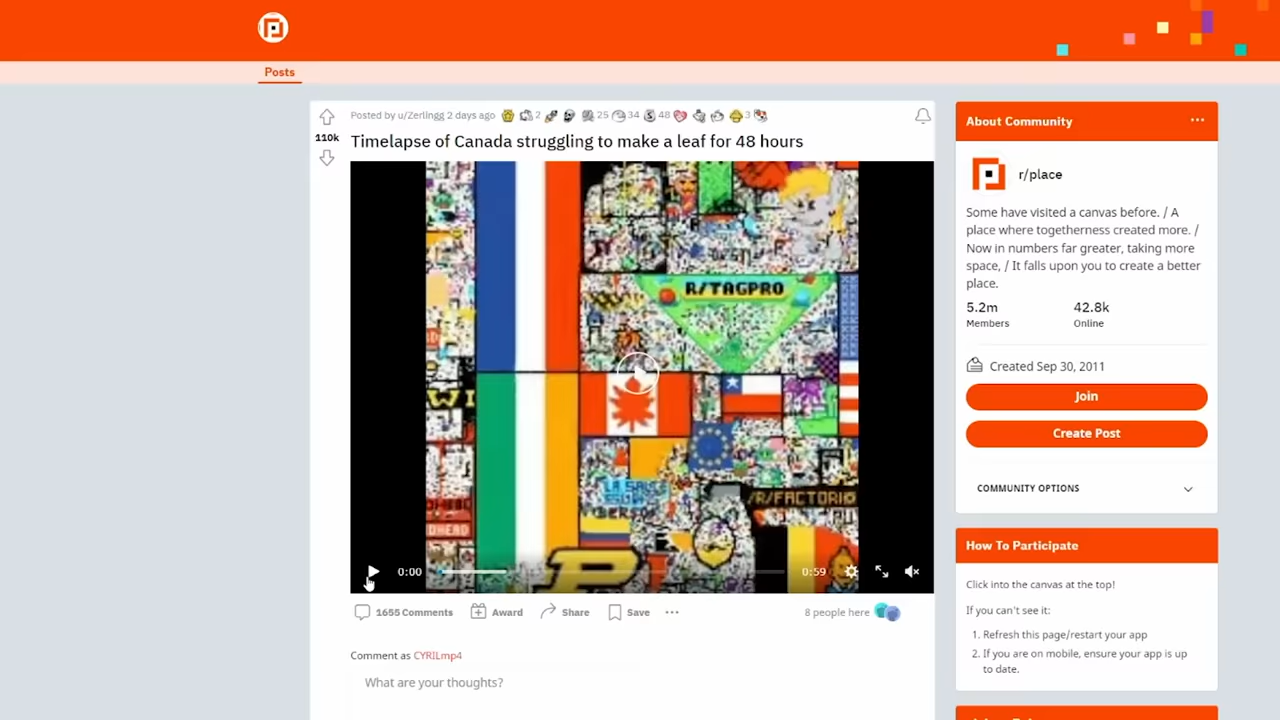 Posts
Posted by u/Zerlingg 2 days ago 2 25 34 48 3
110k
Timelapse of Canada struggling to make a leaf for 48 hours
R/TAGPRO
/R/FACTORIO
0:00 0:59
1655 Comments Award Share Save 8 people here
Comment as CYRILmp4
What are your thoughts?
About Community
r/place
Some have visited a canvas before. / A
place where togetherness created more. /
Now in numbers far greater, taking more
space, / It falls upon you to create a better
place.
5.2m 42.8k
Members Online
Created Sep 30, 2011
Join
Create Post
COMMUNITY OPTIONS
How To Participate
Click into the canvas at the top!
If you can't see it:
1. Refresh this page/restart your app
2. If you are on mobile, ensure your app is up
to date.